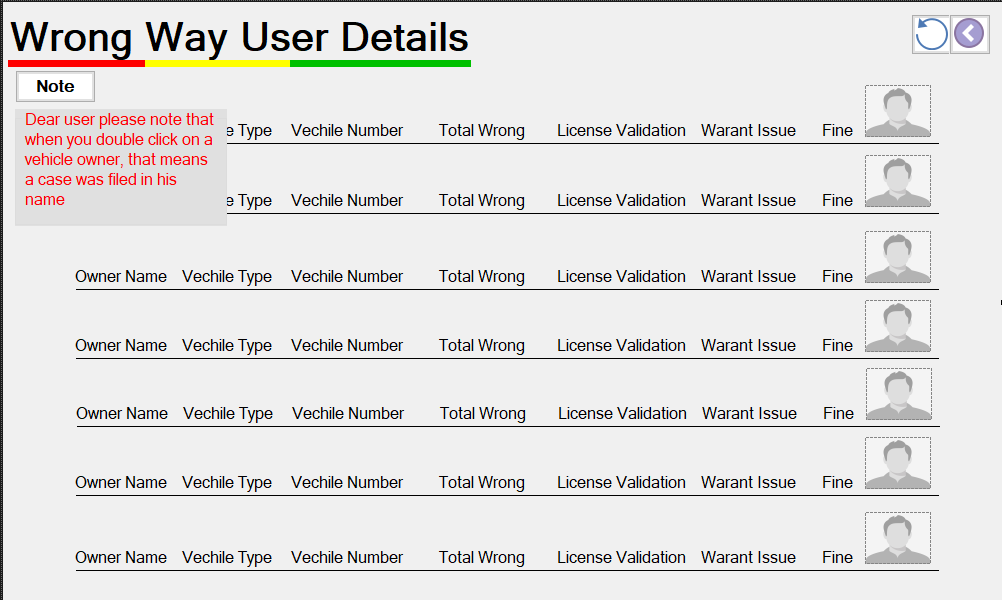 Wrong Way User Details
Note
Dear user please note that
when you double click on a
vehicle owner, that means
a case was filed in his
name
e Type Vechile Number Total Wrong License Validation Warant Issue Fine
e Type Vechile Number Total Wrong License Validation Warant Issue Fine
Owner Name Vechile Type Vechile Number Total Wrong License Validation Warant Issue Fine
Owner Name Vechile Type Vechile Number Total Wrong License Validation Warant Issue Fine
Owner Name Vechile Type Vechile Number Total Wrong License Validation Warant Issue Fine
Owner Name Vechile Type Vechile Number Total Wrong License Validation Warant Issue Fine
Owner Name Vechile Type Vechile Number Total Wrong License Validation Warant Issue Fine